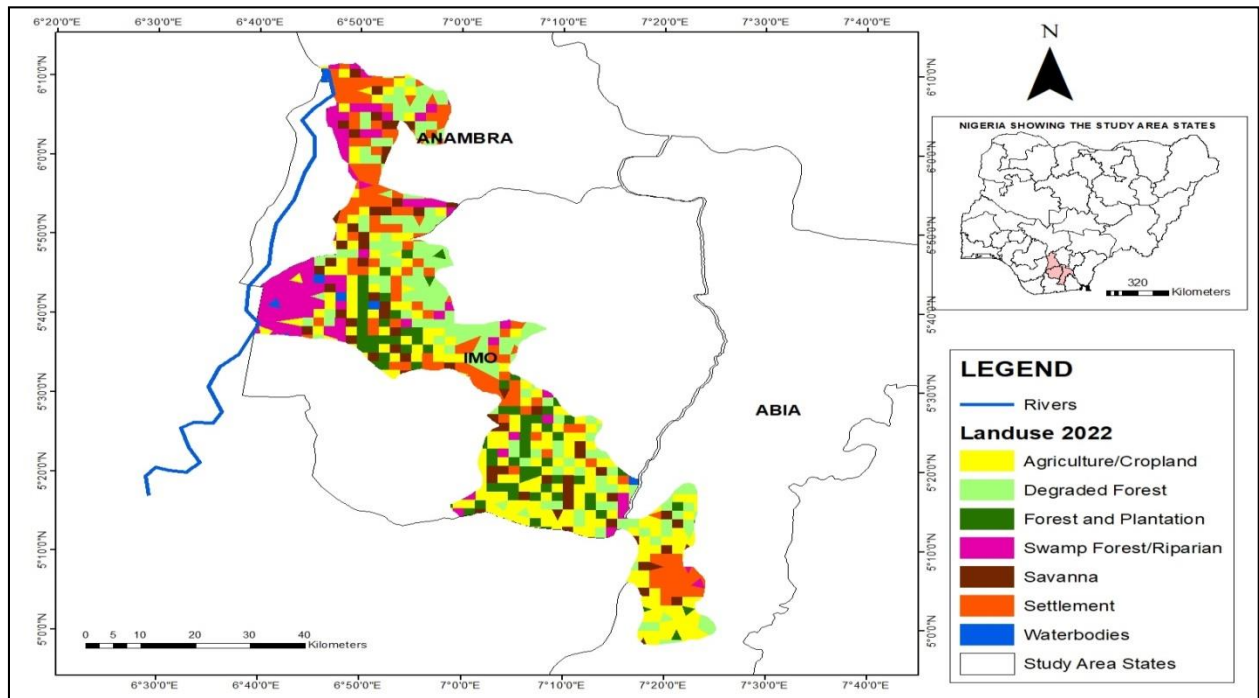 6°20'0"E 6°30'0"E 6°40'0"E 6°50'0"E 7°0'0"E 7°10'0"E 7°20'0"E 7°30'0"E 7°40'0"E
N
6°10'0"N
6°0'0"N
5°50'0"N
5°40'0"N
5°30'0"N
5°20'0"N
5°10'0"N
5°0'0"N
ANAMBRA
IMO
ABIA
6°10'0"N
6°0'0"N
5°50'0"N
5°40'0"N
5°30'0"N
5°20'0"N
5°10'0"N
5°0'0"N
0 5 10 20 30 40
Kilometers
6°30'0"E 6°40'0"E 6°50'0"E 7°0'0"E 7°10'0"E 7°20'0"E 7°30'0"E 7°40'0"E
NIGERIA SHOWING THE STUDY AREA STATES
320
Kilometers
LEGEND
Rivers
Landuse 2022
Agriculture/Cropland
Degraded Forest
Forest and Plantation
Swamp Forest/Riparian
Savanna
Settlement
Waterbodies
Study Area States